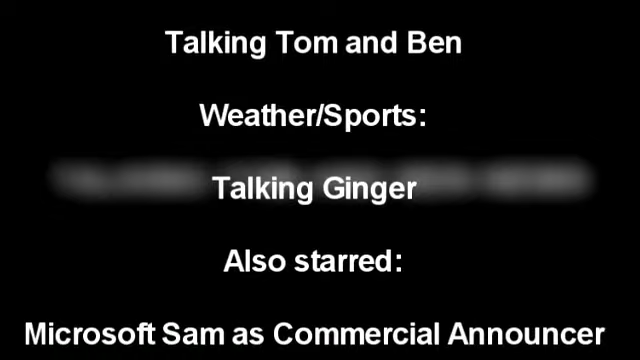 Talking Tom and Ben
Weather/Sports:
Talking Ginger
Also starred:
Microsoft Sam as Commercial Announcer